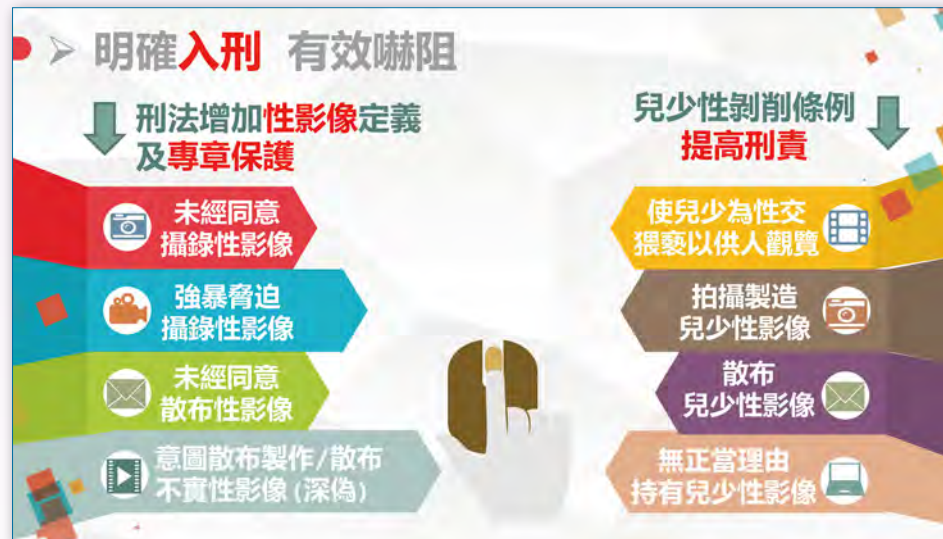 明確入刑 有效嚇阻
刑法增加性影像定義
及專章保護
未經同意
攝錄性影像
強暴脅迫
攝錄性影像
未經同意
散布性影像
意圖散布製作/散布
不實性影像(深偽)
兒少性剝削條例
提高刑責
使兒少為性交
猥褻以供人觀覽
拍攝製造
兒少性影像
散布
兒少性影像
無正當理由
持有兒少性影像